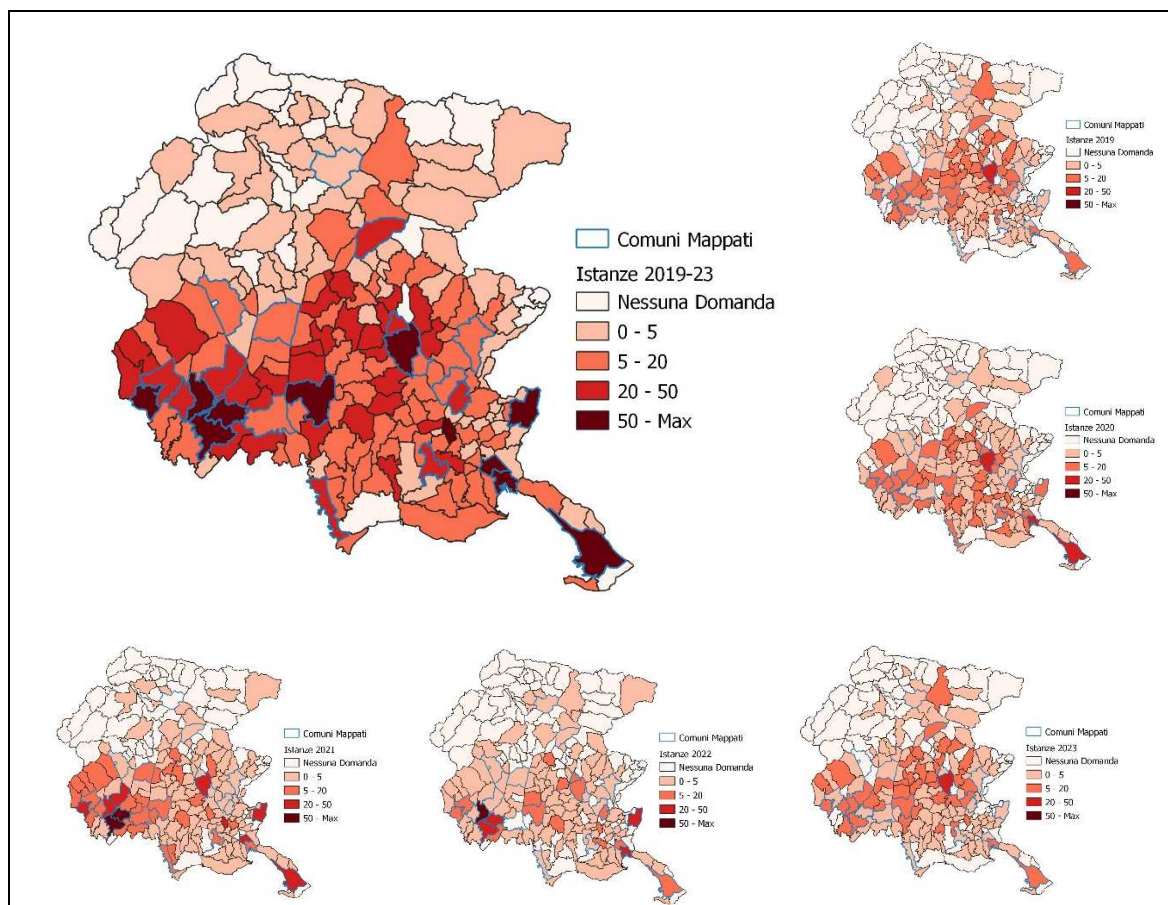 Comuni Mappati
Istanze 2019-23
Nessuna Domanda
0 - 5
5 - 20
20 - 50
50 - Max
Comuni Mappati
Istanze 2019
Nessuna Domanda
0 - 5
5 - 20
20 - 50
50 - Max
Comuni Mappati
Istanze 2020
Nessuna Domanda
0 - 5
5 - 20
20 - 50
50 - Max
Comuni Mappati
Istanze 2021
Nessuna Domanda
0 - 5
5 - 20
20 - 50
50 - Max
Comuni Mappati
Istanze 2022
Nessuna Domanda
0 - 5
5 - 20
20 - 50
50 - Max
Comuni Mappati
Istanze 2023
Nessuna Domanda
0 - 5
5 - 20
20 - 50
50 - Max